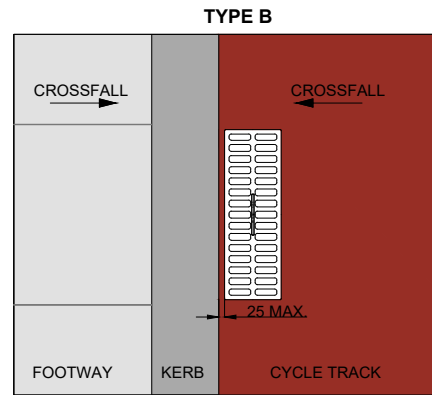 TYPE B
CROSSFALL
CROSSFALL
25 MAX.
FOOTWAY
KERB
CYCLE TRACK